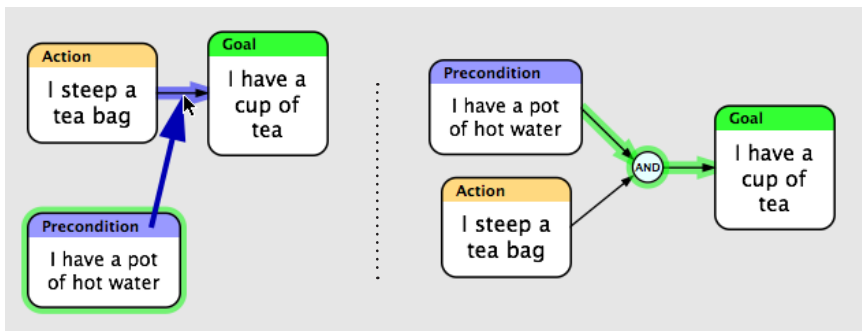 Action
I steep a
tea bag
Goal
I have a
cup of
tea
Precondition
I have a pot
of hot water
Precondition
I have a pot
of hot water
Action
I steep a
tea bag
AND
Goal
I have a
cup of
tea